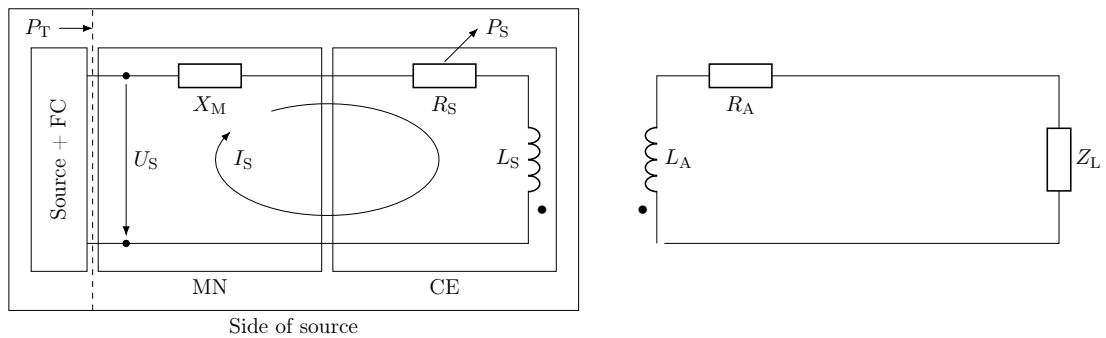 P_T
P_S
X_M
R_S
R_A
Source + FC
U_S
I_S
L_S
L_A
Z_L
MN
CE
Side of source